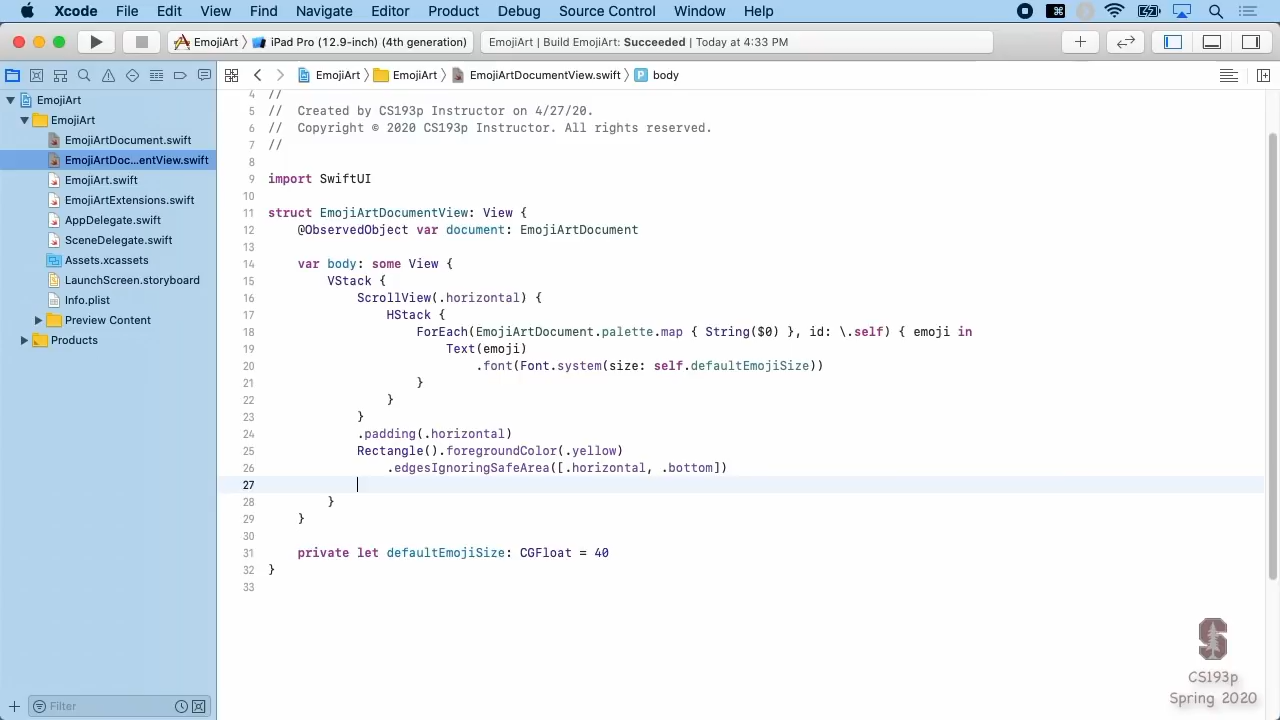 Xcode File Edit View Find Navigate Editor Product Debug Source Control Window Help
EmojiArt iPad Pro (12.9-inch) (4th generation) EmojiArt | Build EmojiArt: Succeeded | Today at 4:33 PM
EmojiArt EmojiArt EmojiArtDocumentView.swift P body
EmojiArt
EmojiArt
EmojiArtDocument.swift
EmojiArtDoc...entView.swift
EmojiArt.swift
EmojiArtExtensions.swift
AppDelegate.swift
SceneDelegate.swift
Assets.xcassets
LaunchScreen.storyboard
Info.plist
Preview Content
Products
Filter
4 //
5 //  Created by CS193p Instructor on 4/27/20.
6 //  Copyright © 2020 CS193p Instructor. All rights reserved.
7 //
8
9 import SwiftUI
10
11 struct EmojiArtDocumentView: View {
12     @ObservedObject var document: EmojiArtDocument
13
14     var body: some View {
15         VStack {
16             ScrollView(.horizontal) {
17                 HStack {
18                     ForEach(EmojiArtDocument.palette.map { String($0) }, id: \.self) { emoji in
19                         Text(emoji)
20                             .font(Font.system(size: self.defaultEmojiSize))
21                     }
22                 }
23             }
24             .padding(.horizontal)
25             Rectangle().foregroundColor(.yellow)
26                 .edgesIgnoringSafeArea([.horizontal, .bottom])
27
28         }
29     }
30
31     private let defaultEmojiSize: CGFloat = 40
32 }
33
S
CS193p
Spring 2020